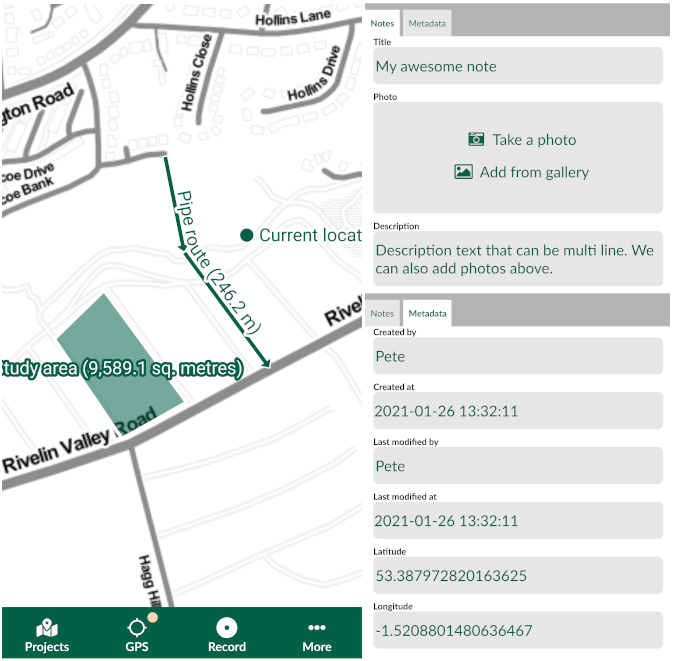 Hollins Lane
Hollins Close
Hollins Drive
gton Road
coe Drive
coe Bank
Pipe route (246.2 m)
Current locat
Rivelin
tudy area (9,589.1 sq. metres)
Rivelin Valley Road
Hagg Hill
Projects
GPS
Record
More
Notes
Metadata
Title
My awesome note
Photo
Take a photo
Add from gallery
Description
Description text that can be multi line. We
can also add photos above.
Notes
Metadata
Created by
Pete
Created at
2021-01-26 13:32:11
Last modified by
Pete
Last modified at
2021-01-26 13:32:11
Latitude
53.387972820163625
Longitude
-1.5208801480636467